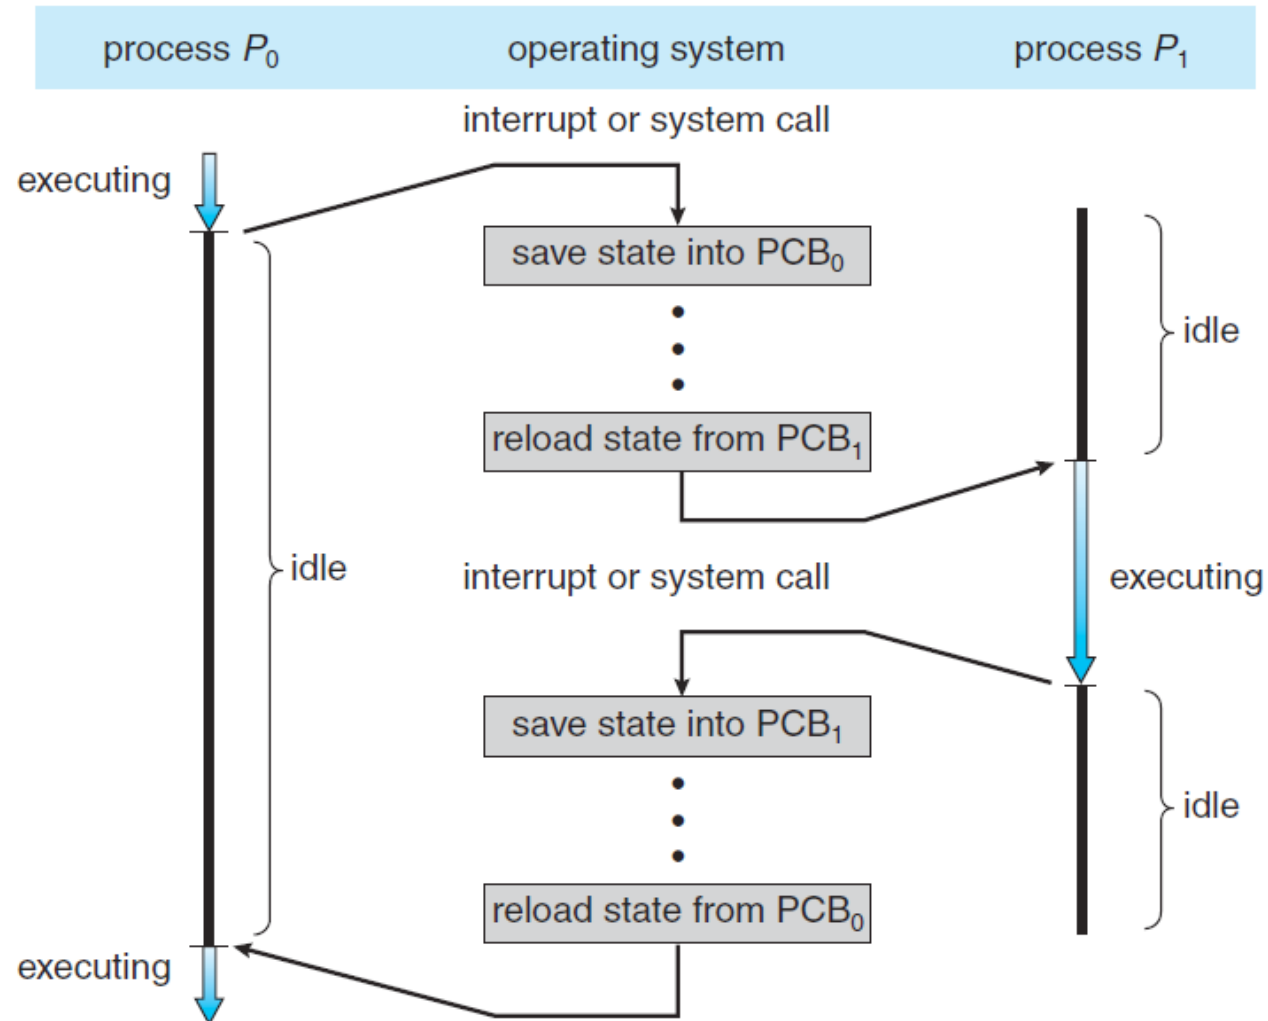 process P₀ operating system process P₁
interrupt or system call
executing
save state into PCB₀
idle
reload state from PCB₁
idle
interrupt or system call
executing
save state into PCB₁
idle
reload state from PCB₀
executing